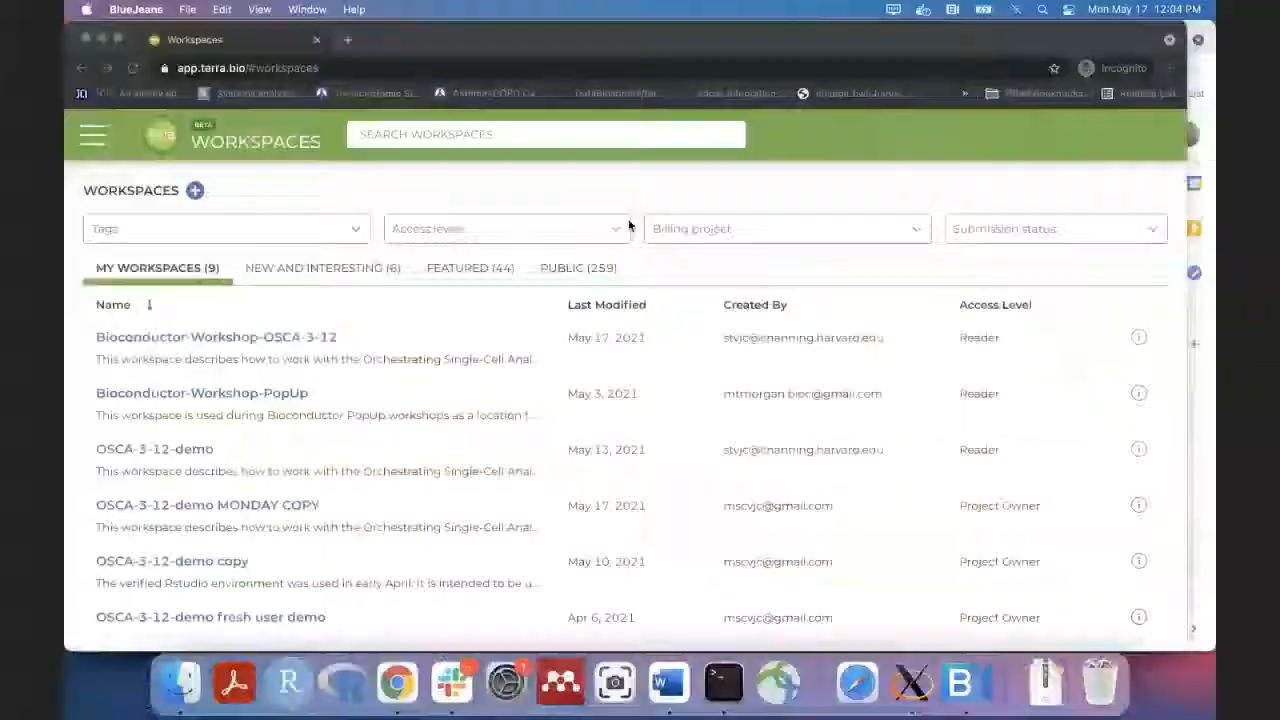 BlueJeans File Edit View Window Help Mon May 17 12:04 PM
Workspaces
app.terra.bio/#workspaces Incognito
BETA
WORKSPACES SEARCH WORKSPACES
WORKSPACES
Tags Access levels Billing project Submission status
MY WORKSPACES (9) NEW AND INTERESTING (6) FEATURED (44) PUBLIC (259)
Name Last Modified Created By Access Level
Bioconductor-Workshop-OSCA-3-12 May 17, 2021 stvjc@channing.harvard.edu Reader
This workspace describes how to work with the Orchestrating Single-Cell Anal...
Bioconductor-Workshop-PopUp May 3, 2021 mtmorgan.bioc@gmail.com Reader
This workspace is used during Bioconductor PopUp workshops as a location f...
OSCA-3-12-demo May 13, 2021 stvjc@channing.harvard.edu Reader
This workspace describes how to work with the Orchestrating Single-Cell Anal...
OSCA-3-12-demo MONDAY COPY May 17, 2021 mscvjc@gmail.com Project Owner
This workspace describes how to work with the Orchestrating Single-Cell Anal...
OSCA-3-12-demo copy May 10, 2021 mscvjc@gmail.com Project Owner
The verified Rstudio environment was used in early April. It is intended to be u...
OSCA-3-12-demo fresh user demo Apr 6, 2021 mscvjc@gmail.com Project Owner